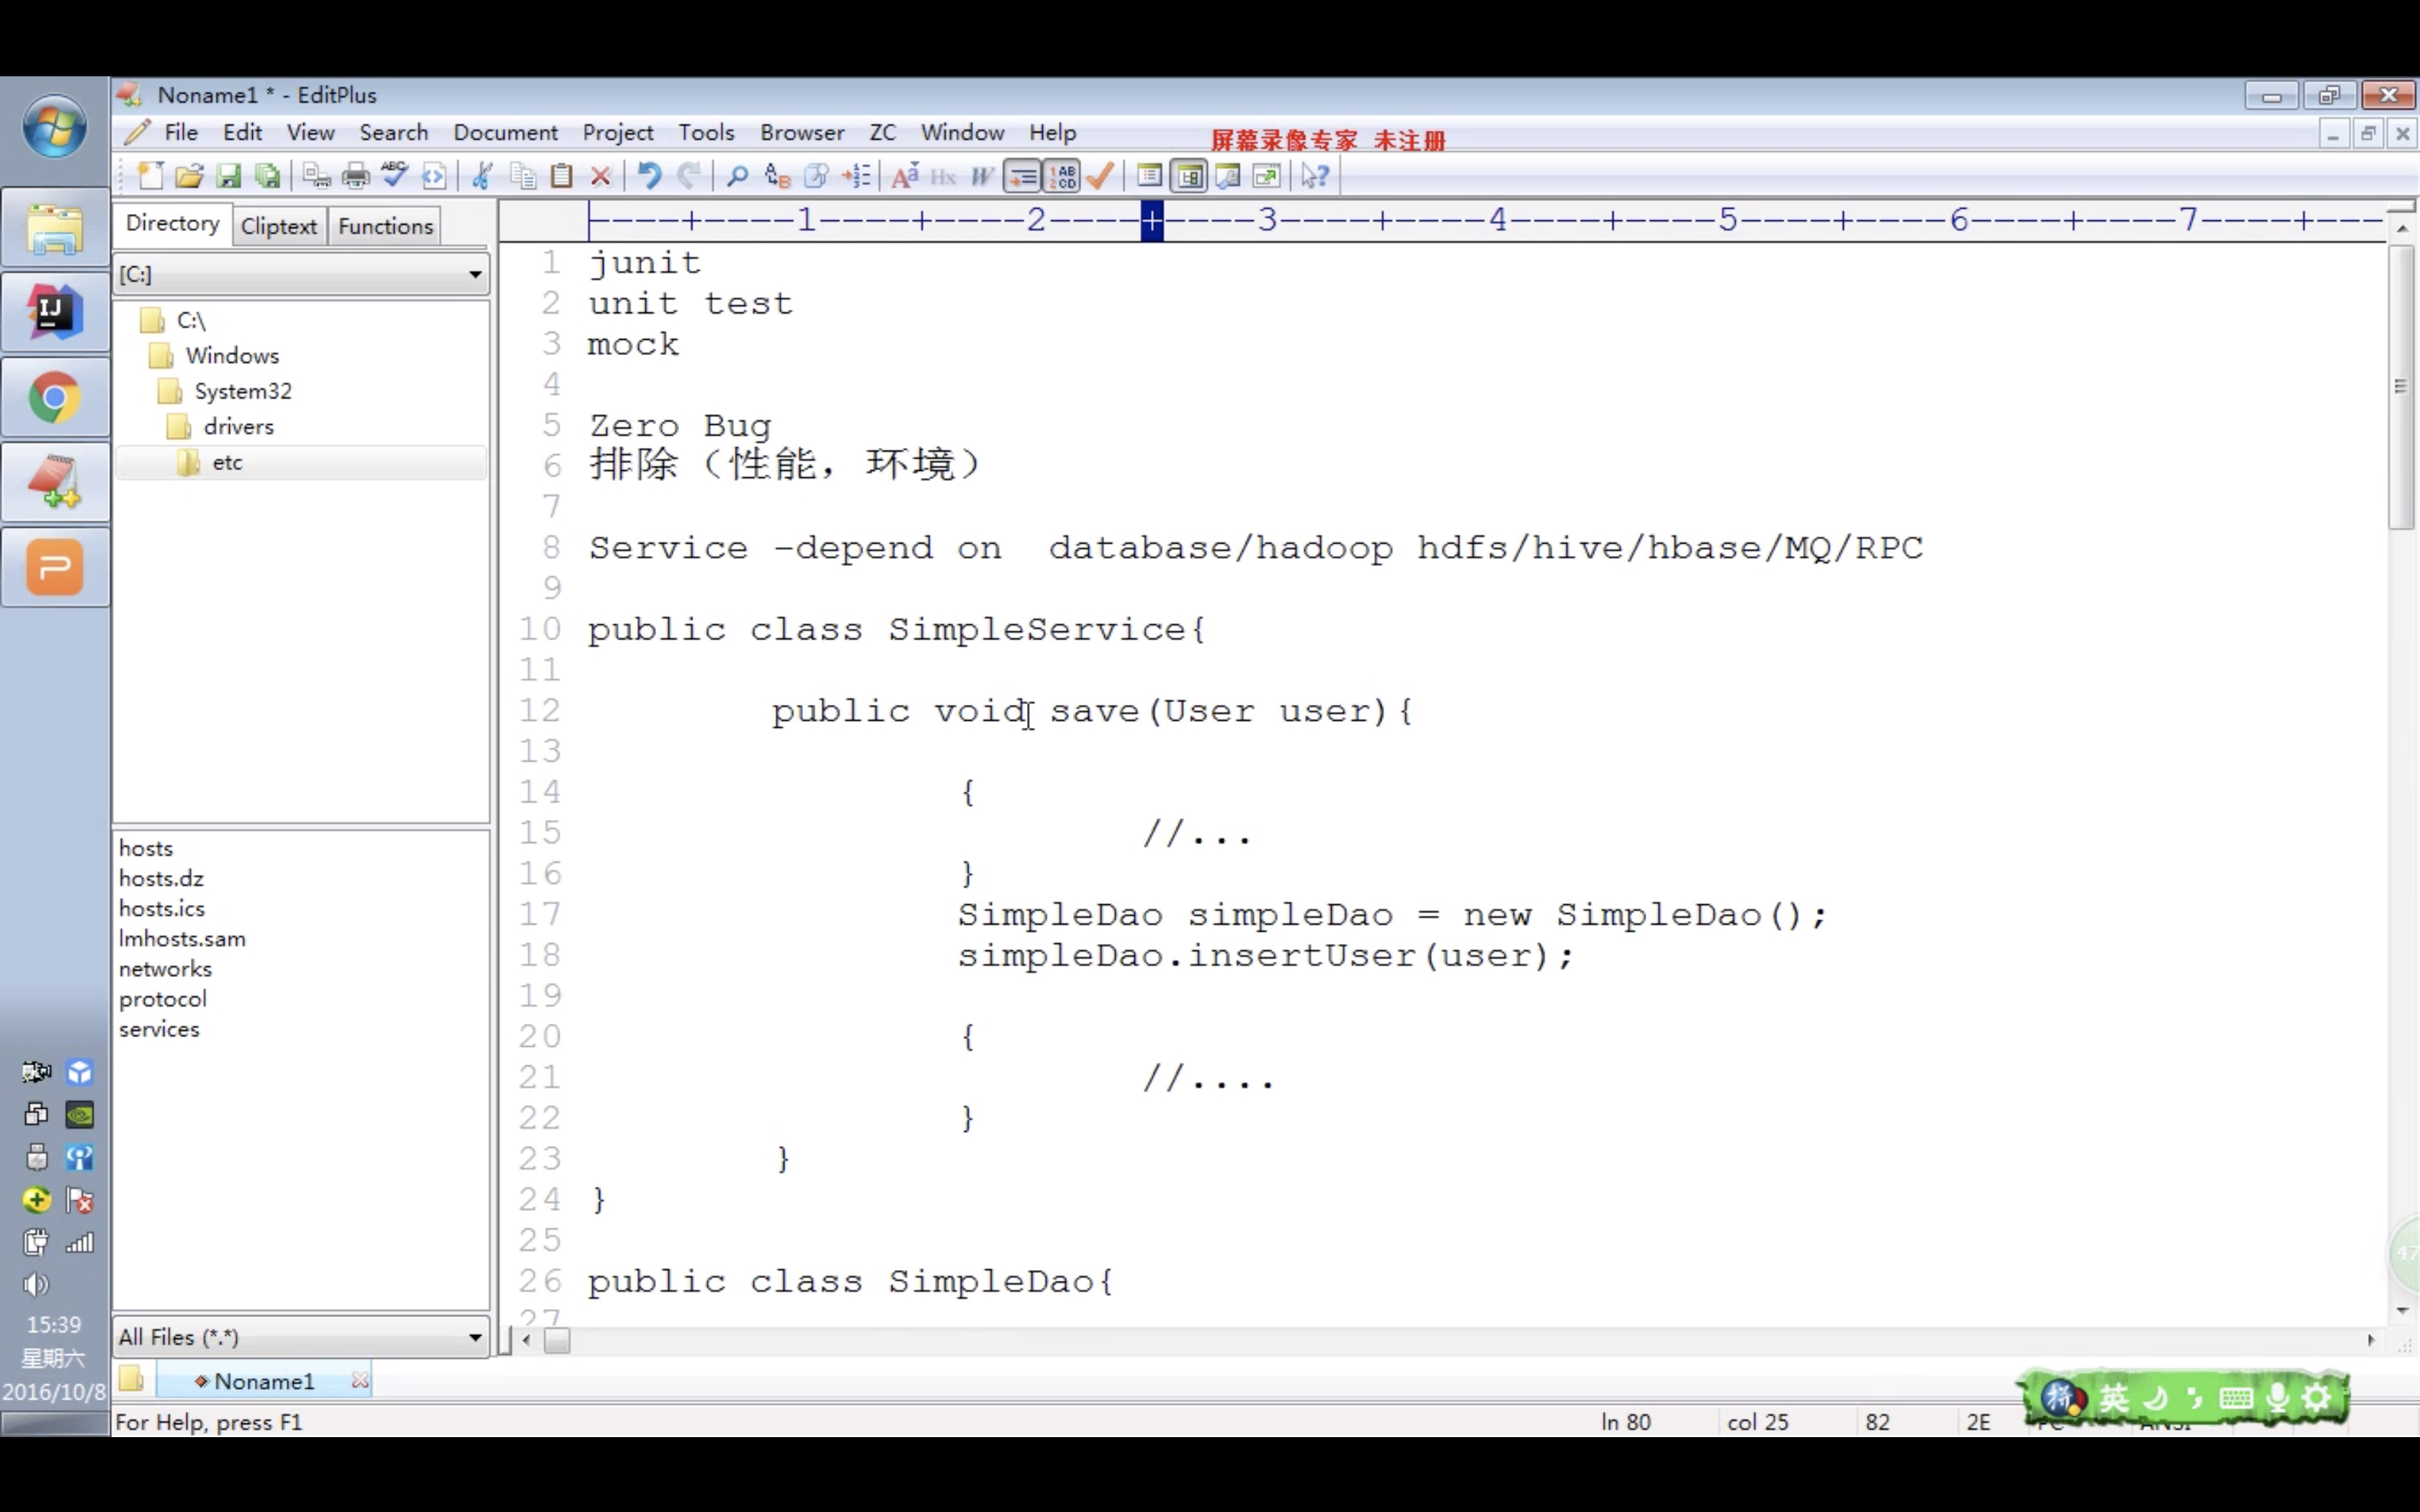 Noneme1 * - EditPlus
File Edit View Search Document Project Tools Browser ZC Window Help
屏幕录像专家 未注册
Directory Cliptext Functions
[C:]
C:\
Windows
System32
drivers
etc
hosts
hosts.dz
hosts.ics
lmhosts.sam
networks
protocol
services
All Files (*.*)
----+----1----+----2----+----3----+----4----+----5----+----6----+----7----+---
1 junit
2 unit test
3 mock
4
5 Zero Bug
6 排除（性能，环境）
7
8 Service -depend on  database/hadoop hdfs/hive/hbase/MQ/RPC
9
10 public class SimpleService{
11
12 public void save(User user){
13
14 {
15 //...
16 }
17 SimpleDao simpleDao = new SimpleDao();
18 simpleDao.insertUser(user);
19
20 {
21 //....
22 }
23 }
24 }
25
26 public class SimpleDao{
27
Noname1
For Help, press F1
ln 80 col 25 82 2E
拼 英
15:39
星期六
2016/10/8
47